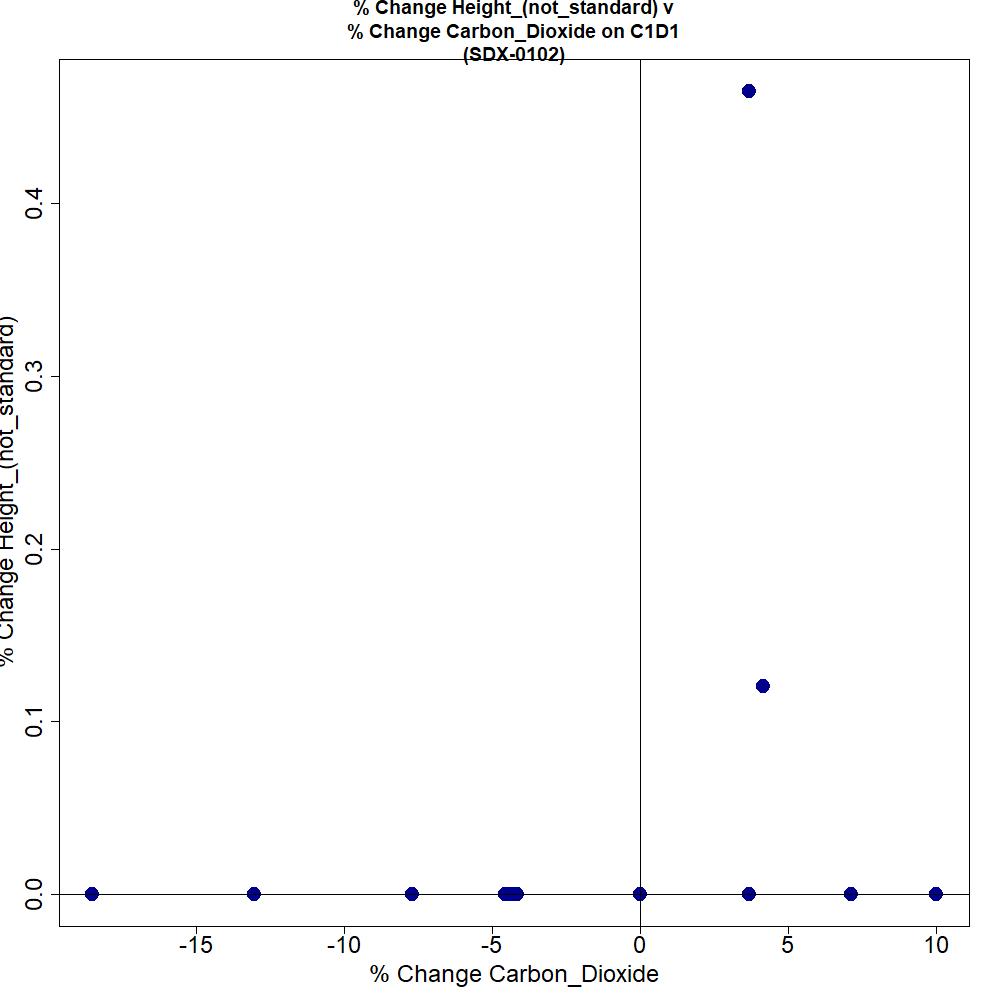 % Change Height_(not_standard) v
% Change Carbon_Dioxide on C1D1
(SDX-0102)
% Change Height_(not_standard)
0.4
0.3
0.2
0.1
0.0
-15
-10
-5
0
5
10
% Change Carbon_Dioxide